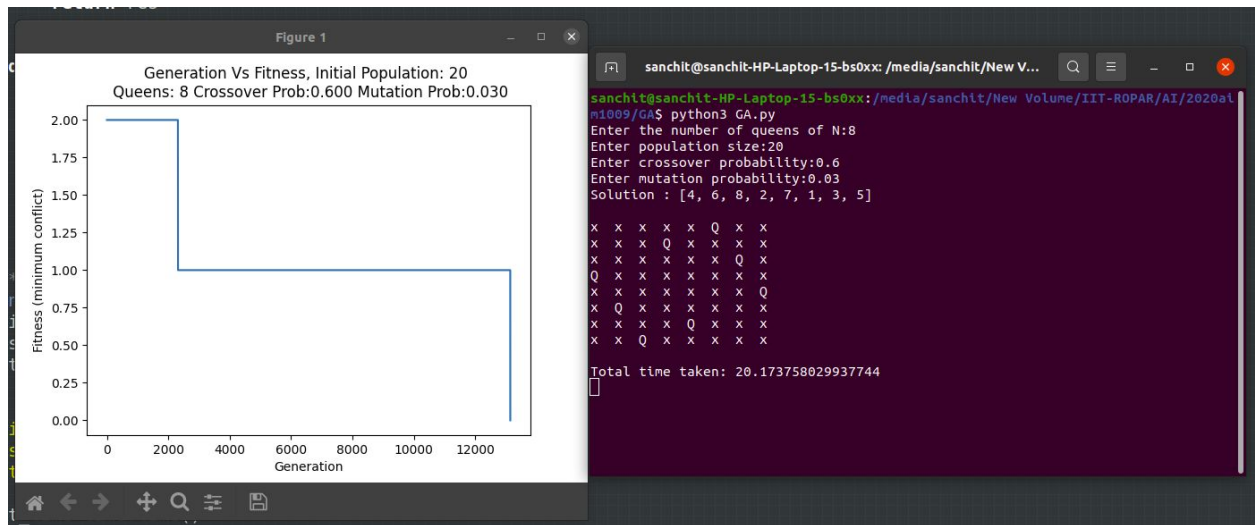 Figure 1
Generation Vs Fitness, Initial Population: 20
Queens: 8 Crossover Prob:0.600 Mutation Prob:0.030
2.00
1.75
1.50
1.25
1.00
0.75
0.50
0.25
0.00
Fitness (minimum conflict)
0 2000 4000 6000 8000 10000 12000
Generation
sanchit@sanchit-HP-Laptop-15-bs0xx: /media/sanchit/New V...
sanchit@sanchit-HP-Laptop-15-bs0xx:/media/sanchit/New Volume/IIT-ROPAR/AI/2020ai
m1009/GA$ python3 GA.py
Enter the number of queens of N:8
Enter population size:20
Enter crossover probability:0.6
Enter mutation probability:0.03
Solution : [4, 6, 8, 2, 7, 1, 3, 5]
x x x x x Q x x
x x x Q x x x x
x x x x x x Q x
Q x x x x x x x
x x x x x x x Q
x Q x x x x x x
x x x x Q x x x
x x Q x x x x x
Total time taken: 20.173758029937744